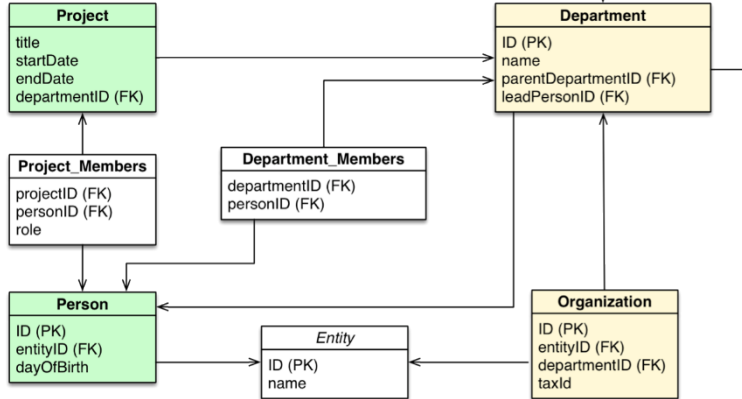 Project
title
startDate
endDate
departmentID (FK)
Department
ID (PK)
name
parentDepartmentID (FK)
leadPersonID (FK)
Project_Members
projectID (FK)
personID (FK)
role
Department_Members
departmentID (FK)
personID (FK)
Person
ID (PK)
entityID (FK)
dayOfBirth
Entity
ID (PK)
name
Organization
ID (PK)
entityID (FK)
departmentID (FK)
taxId